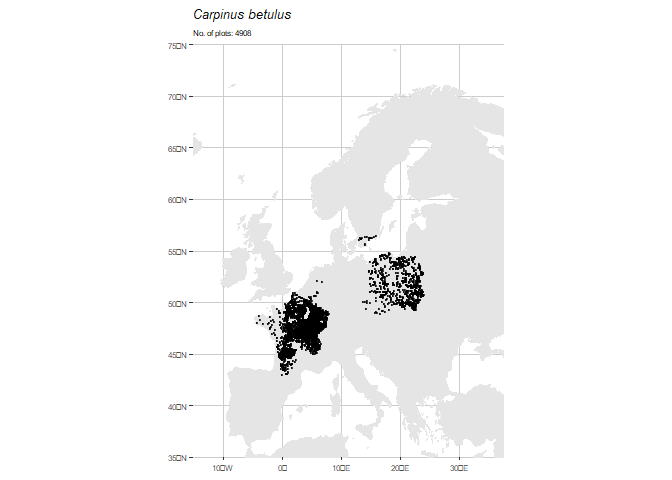 Carpinus betulus
No. of plots: 4908
75□N
70□N
65□N
60□N
55□N
50□N
45□N
40□N
35□N
10□W
0□
10□E
20□E
30□E